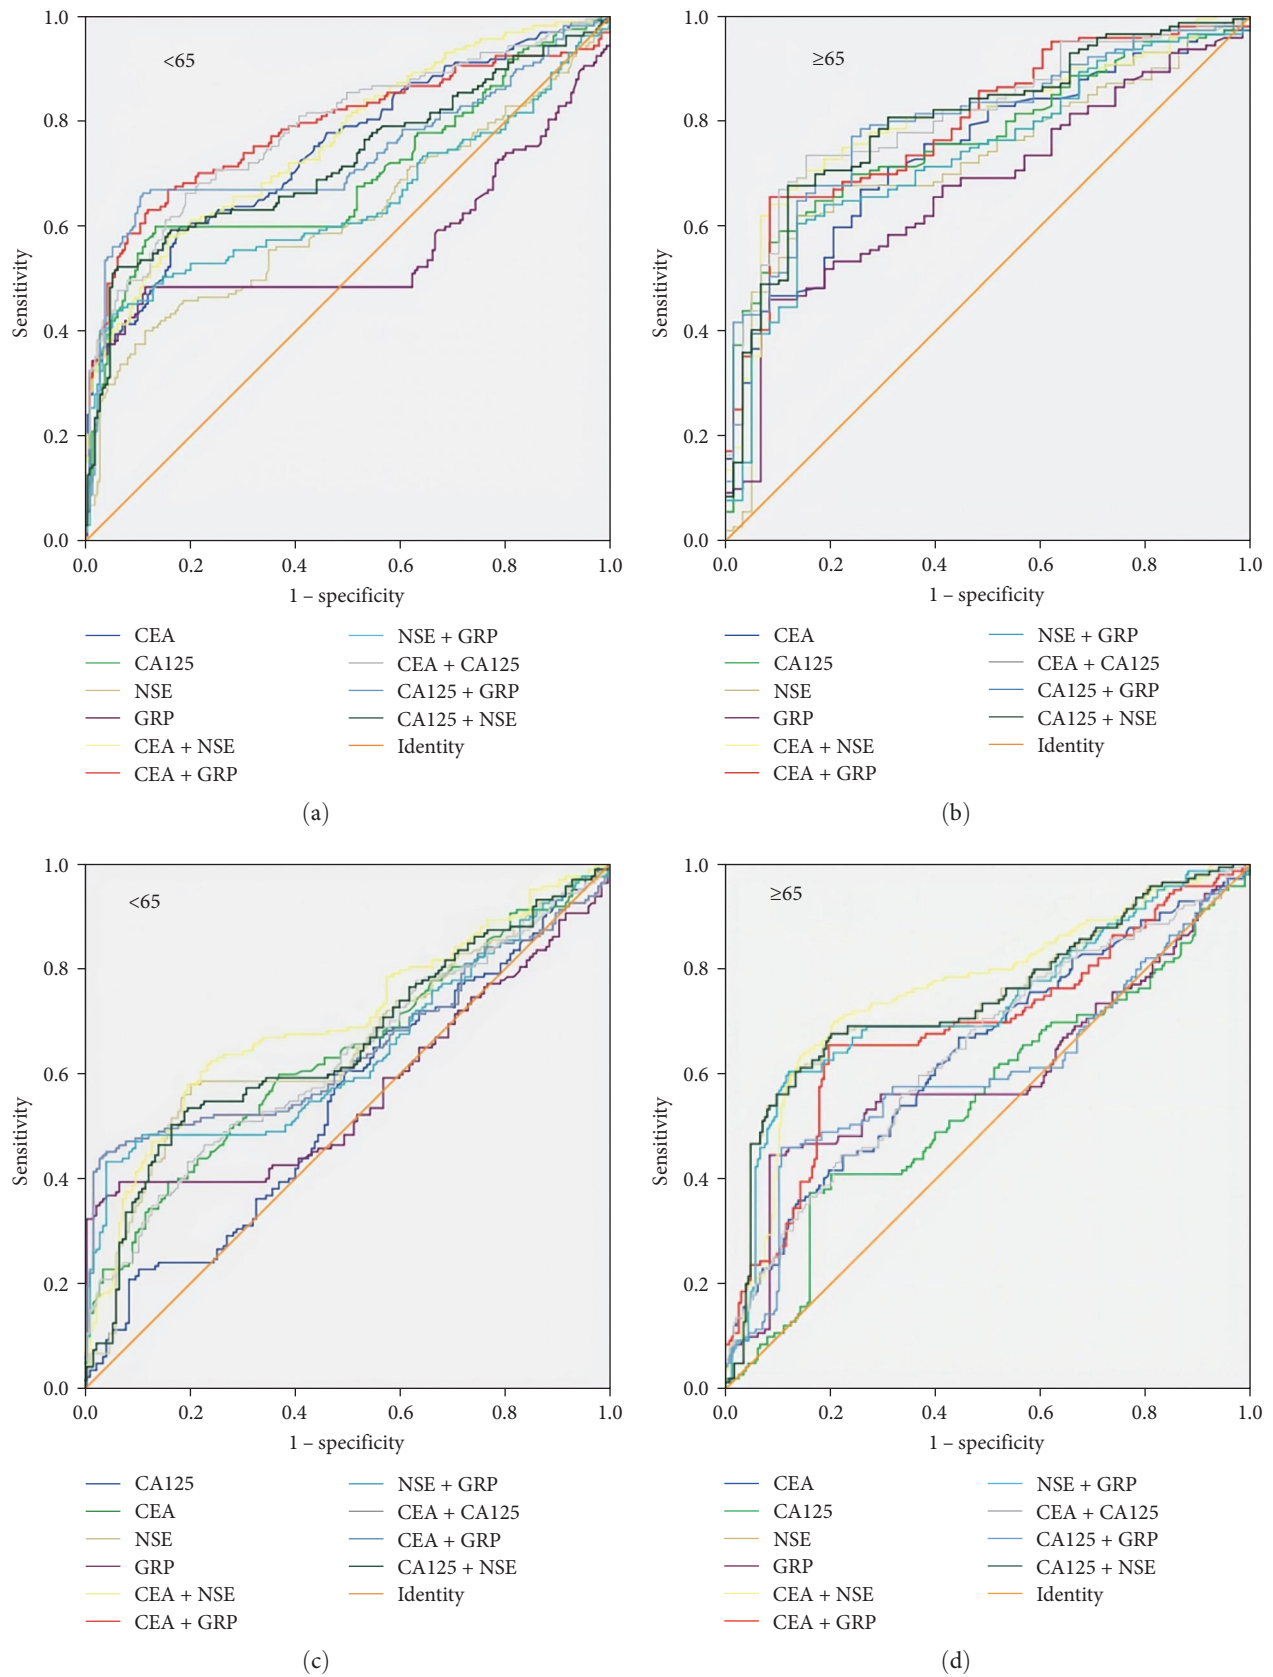 1.0
0.8
0.6
0.4
0.2
0.0
Sensitivity
<65
0.0 0.2 0.4 0.6 0.8 1.0
1 – specificity
CEA
CA125
NSE
GRP
CEA + NSE
CEA + GRP
NSE + GRP
CEA + CA125
CA125 + GRP
CA125 + NSE
Identity
(a)
1.0
0.8
0.6
0.4
0.2
0.0
Sensitivity
≥65
0.0 0.2 0.4 0.6 0.8 1.0
1 – specificity
CEA
CA125
NSE
GRP
CEA + NSE
CEA + GRP
NSE + GRP
CEA + CA125
CA125 + GRP
CA125 + NSE
Identity
(b)
1.0
0.8
0.6
0.4
0.2
0.0
Sensitivity
<65
0.0 0.2 0.4 0.6 0.8 1.0
1 – specificity
CA125
CEA
NSE
GRP
CEA + NSE
CEA + GRP
NSE + GRP
CEA + CA125
CEA + GRP
CA125 + NSE
Identity
(c)
1.0
0.8
0.6
0.4
0.2
0.0
Sensitivity
≥65
0.0 0.2 0.4 0.6 0.8 1.0
1 – specificity
CEA
CA125
NSE
GRP
CEA + NSE
CEA + GRP
NSE + GRP
CEA + CA125
CA125 + GRP
CA125 + NSE
Identity
(d)